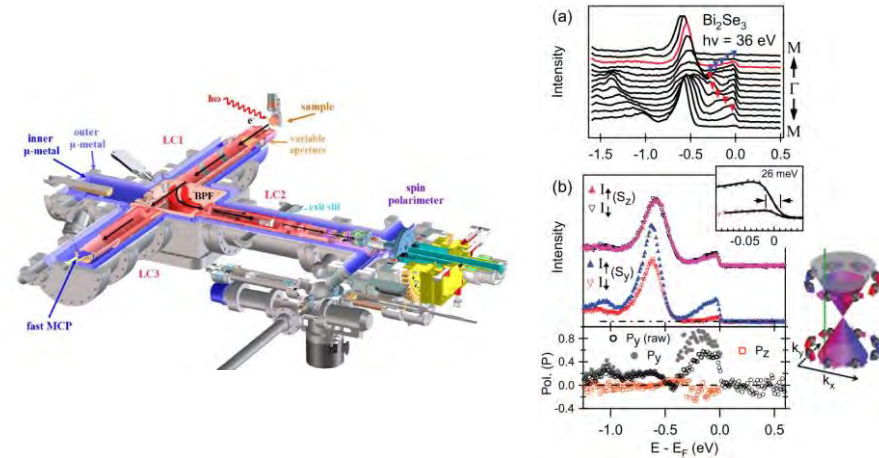 hω
sample
e⁻
variable
aperture
inner
μ-metal
outer
μ-metal
LC1
BPF
LC2
exit slit
spin
polarimeter
LC3
fast MCP
(a)
Bi2Se3
hν = 36 eV
M
Γ
M
Intensity
-1.5 -1.0 -0.5 0.0 0.5
(b)
I↑ (Sz)
I↓
I↑ (Sy)
I↓
26 meV
-0.05 0
Intensity
Py (raw)
Py
Pz
Pol. (P)
0.8
0.4
0.0
-0.4
-1.0 -0.5 0.0 0.5
E - EF (eV)
ky
kx